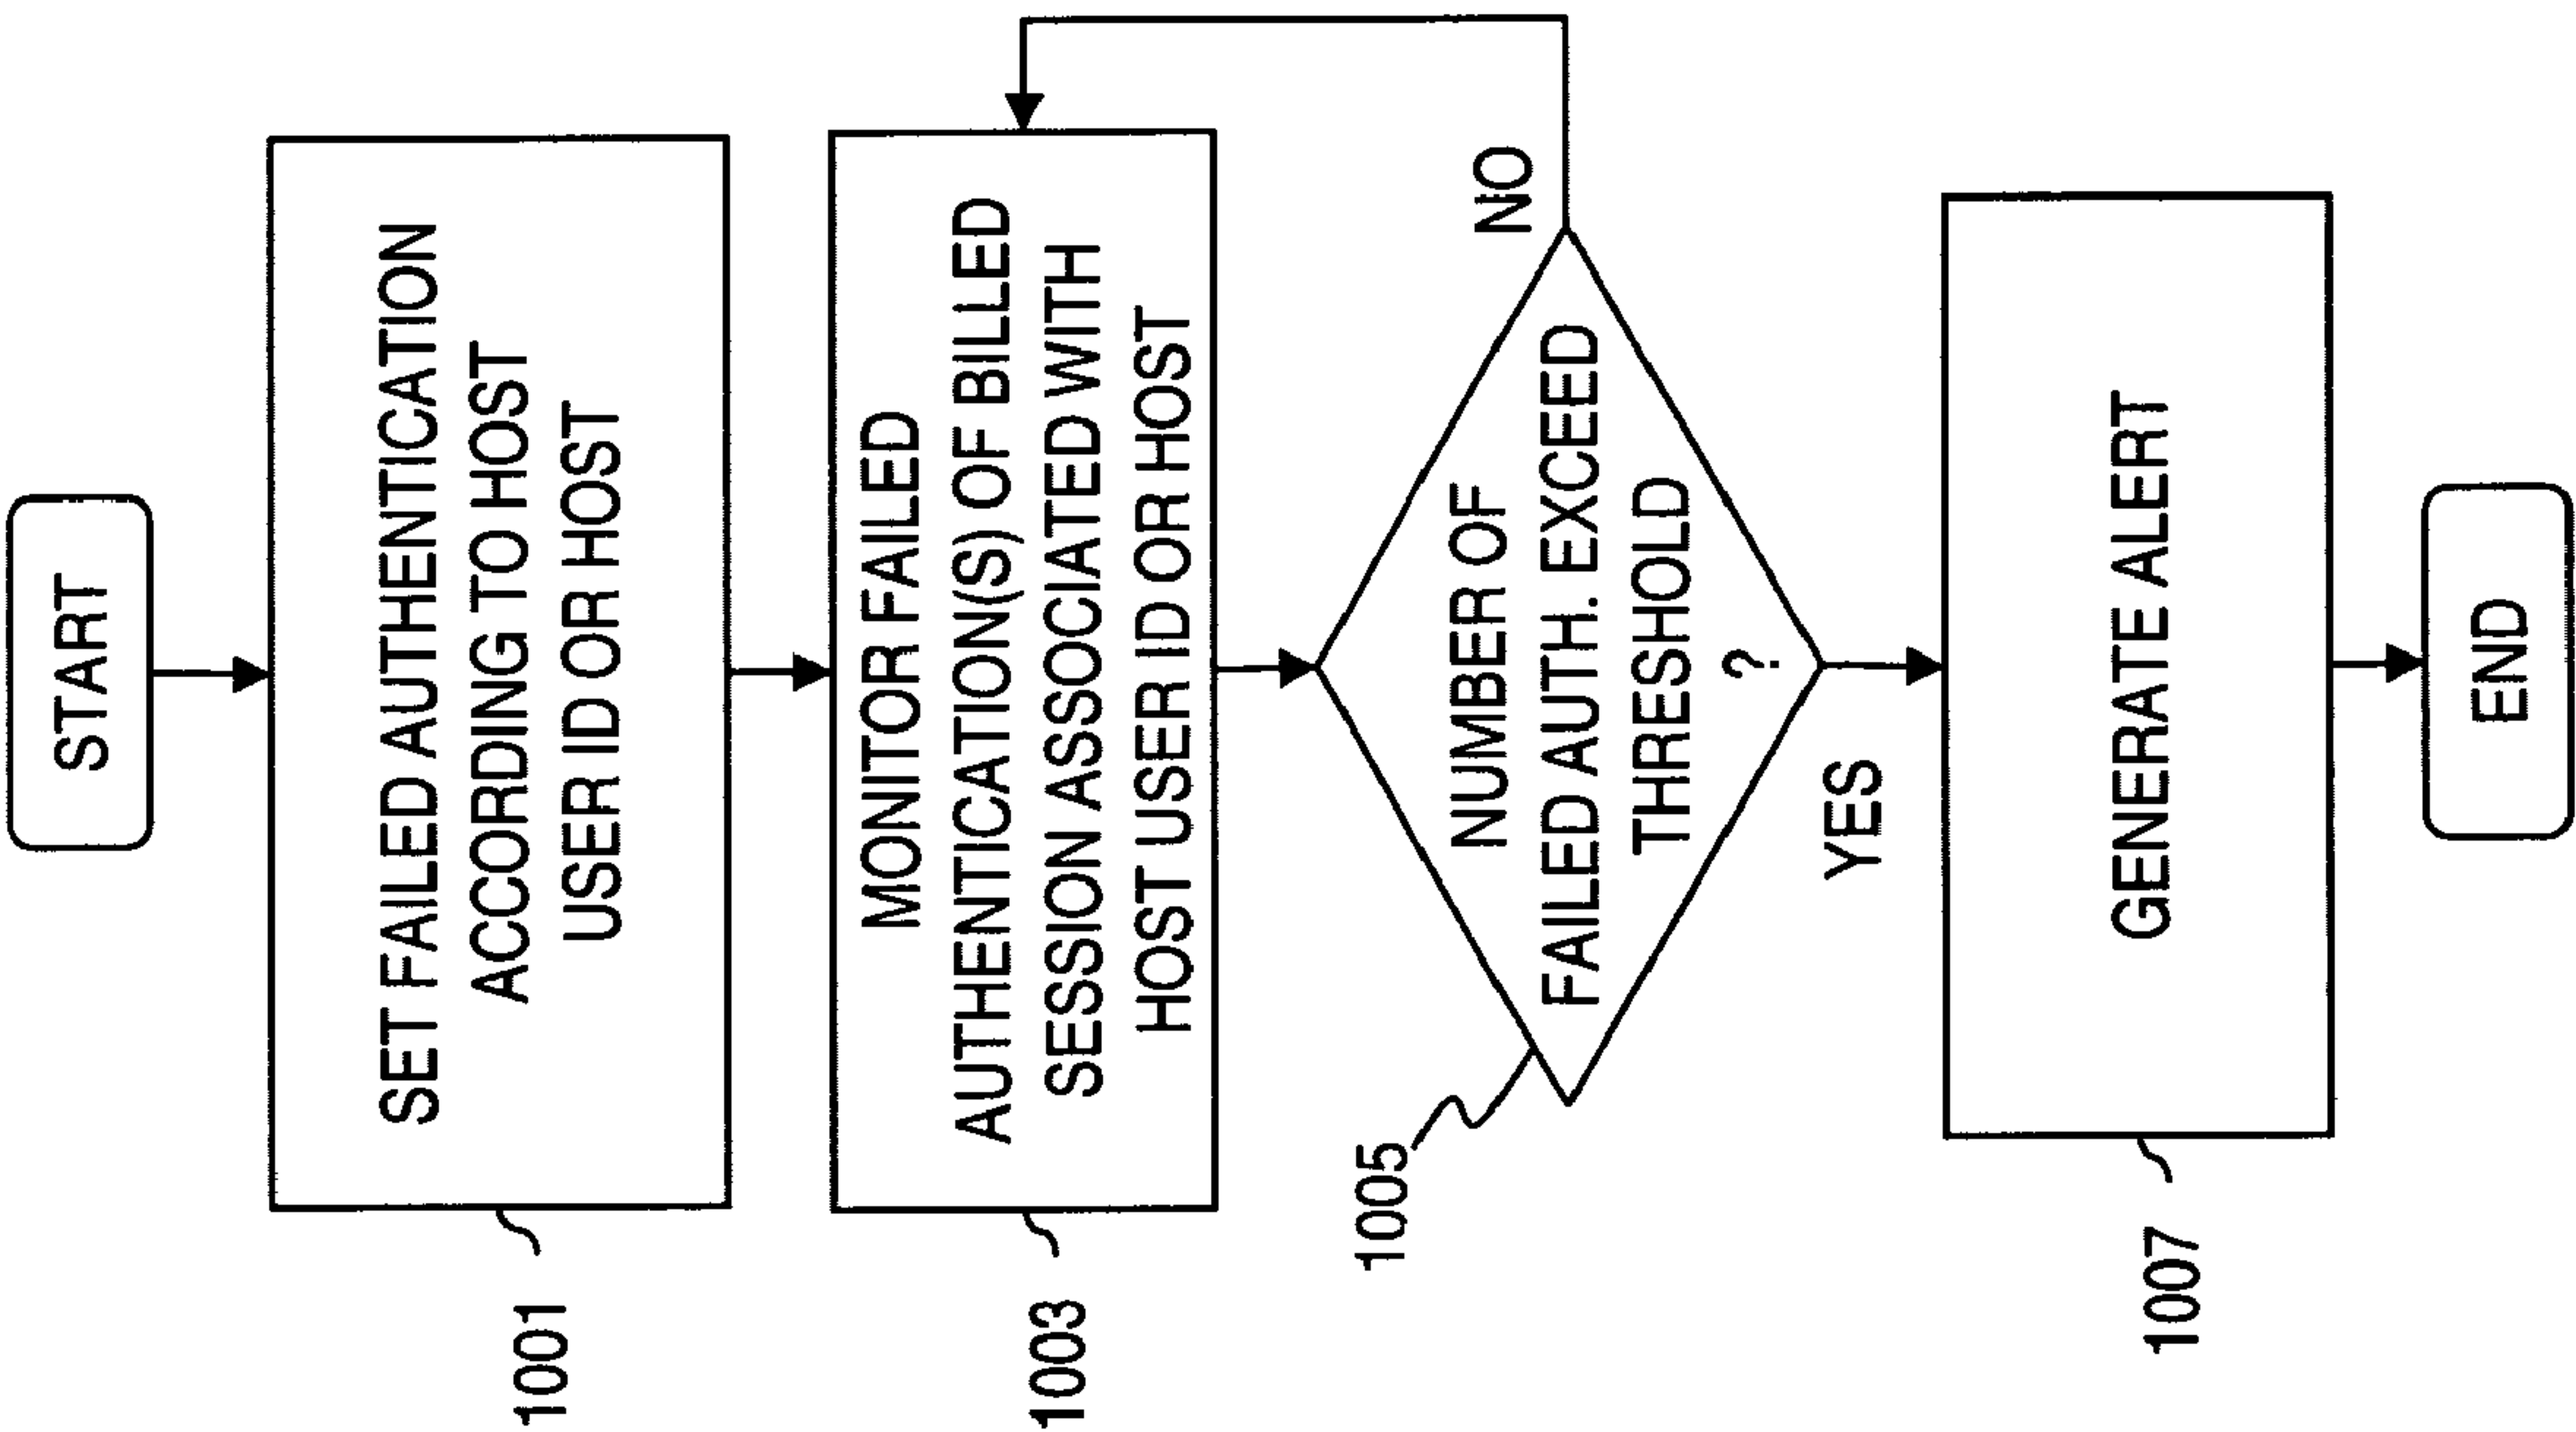 START
SET FAILED AUTHENTICATION
ACCORDING TO HOST
USER ID OR HOST
1001
MONITOR FAILED
AUTHENTICATION(S) OF BILLED
SESSION ASSOCIATED WITH
HOST USER ID OR HOST
1003
NUMBER OF
FAILED AUTH. EXCEED
THRESHOLD
?
NO
1005
YES
GENERATE ALERT
1007
END